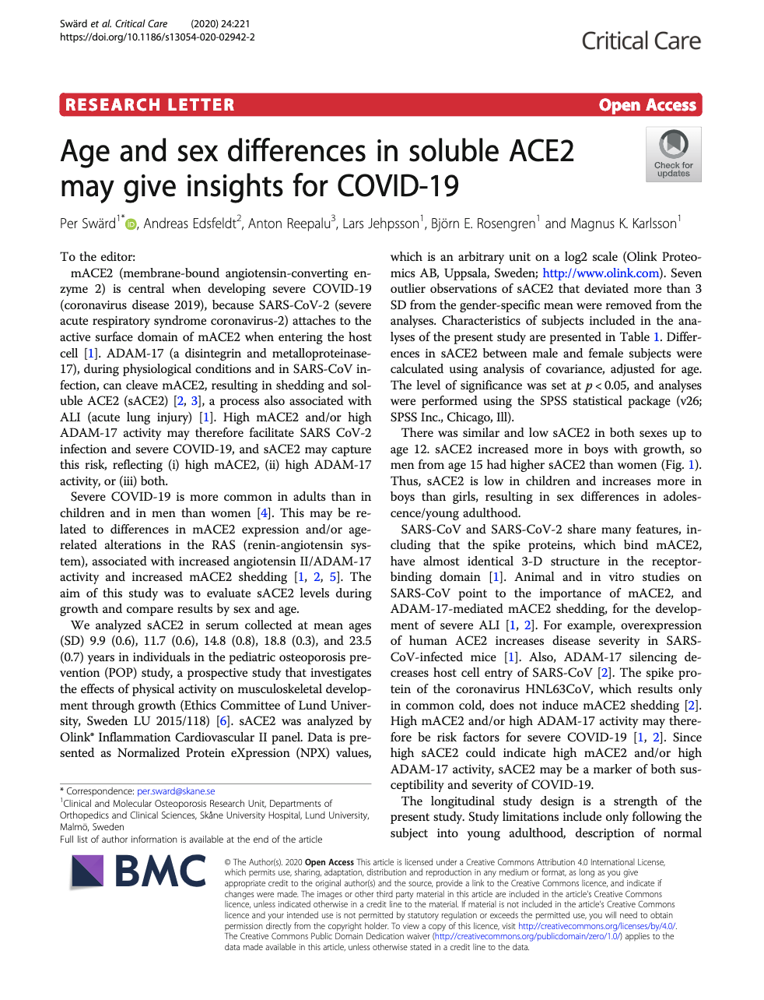 Swärd et al. Critical Care (2020) 24:221
https://doi.org/10.1186/s13054-020-02942-2
Critical Care
RESEARCH LETTER
Open Access
Age and sex differences in soluble ACE2
may give insights for COVID-19
Check for
updates
Per Swärd1* iD, Andreas Edsfeldt2, Anton Reepalu3, Lars Jehpsson1, Björn E. Rosengren1 and Magnus K. Karlsson1
To the editor:
mACE2 (membrane-bound angiotensin-converting en-
zyme 2) is central when developing severe COVID-19
(coronavirus disease 2019), because SARS-CoV-2 (severe
acute respiratory syndrome coronavirus-2) attaches to the
active surface domain of mACE2 when entering the host
cell [1]. ADAM-17 (a disintegrin and metalloproteinase-
17), during physiological conditions and in SARS-CoV in-
fection, can cleave mACE2, resulting in shedding and sol-
uble ACE2 (sACE2) [2, 3], a process also associated with
ALI (acute lung injury) [1]. High mACE2 and/or high
ADAM-17 activity may therefore facilitate SARS CoV-2
infection and severe COVID-19, and sACE2 may capture
this risk, reflecting (i) high mACE2, (ii) high ADAM-17
activity, or (iii) both.
Severe COVID-19 is more common in adults than in
children and in men than women [4]. This may be re-
lated to differences in mACE2 expression and/or age-
related alterations in the RAS (renin-angiotensin sys-
tem), associated with increased angiotensin II/ADAM-17
activity and increased mACE2 shedding [1, 2, 5]. The
aim of this study was to evaluate sACE2 levels during
growth and compare results by sex and age.
We analyzed sACE2 in serum collected at mean ages
(SD) 9.9 (0.6), 11.7 (0.6), 14.8 (0.8), 18.8 (0.3), and 23.5
(0.7) years in individuals in the pediatric osteoporosis pre-
vention (POP) study, a prospective study that investigates
the effects of physical activity on musculoskeletal develop-
ment through growth (Ethics Committee of Lund Univer-
sity, Sweden LU 2015/118) [6]. sACE2 was analyzed by
Olink® Inflammation Cardiovascular II panel. Data is pre-
sented as Normalized Protein eXpression (NPX) values,
* Correspondence: per.sward@skane.se
1Clinical and Molecular Osteoporosis Research Unit, Departments of
Orthopedics and Clinical Sciences, Skåne University Hospital, Lund University,
Malmö, Sweden
Full list of author information is available at the end of the article
which is an arbitrary unit on a log2 scale (Olink Proteo-
mics AB, Uppsala, Sweden; http://www.olink.com). Seven
outlier observations of sACE2 that deviated more than 3
SD from the gender-specific mean were removed from the
analyses. Characteristics of subjects included in the ana-
lyses of the present study are presented in Table 1. Differ-
ences in sACE2 between male and female subjects were
calculated using analysis of covariance, adjusted for age.
The level of significance was set at p < 0.05, and analyses
were performed using the SPSS statistical package (v26;
SPSS Inc., Chicago, Ill).
There was similar and low sACE2 in both sexes up to
age 12. sACE2 increased more in boys with growth, so
men from age 15 had higher sACE2 than women (Fig. 1).
Thus, sACE2 is low in children and increases more in
boys than girls, resulting in sex differences in adoles-
cence/young adulthood.
SARS-CoV and SARS-CoV-2 share many features, in-
cluding that the spike proteins, which bind mACE2,
have almost identical 3-D structure in the receptor-
binding domain [1]. Animal and in vitro studies on
SARS-CoV point to the importance of mACE2, and
ADAM-17-mediated mACE2 shedding, for the develop-
ment of severe ALI [1, 2]. For example, overexpression
of human ACE2 increases disease severity in SARS-
CoV-infected mice [1]. Also, ADAM-17 silencing de-
creases host cell entry of SARS-CoV [2]. The spike pro-
tein of the coronavirus HNL63CoV, which results only
in common cold, does not induce mACE2 shedding [2].
High mACE2 and/or high ADAM-17 activity may there-
fore be risk factors for severe COVID-19 [1, 2]. Since
high sACE2 could indicate high mACE2 and/or high
ADAM-17 activity, sACE2 may be a marker of both sus-
ceptibility and severity of COVID-19.
The longitudinal study design is a strength of the
present study. Study limitations include only following the
subject into young adulthood, description of normal
BMC
© The Author(s). 2020 Open Access This article is licensed under a Creative Commons Attribution 4.0 International License,
which permits use, sharing, adaptation, distribution and reproduction in any medium or format, as long as you give
appropriate credit to the original author(s) and the source, provide a link to the Creative Commons licence, and indicate if
changes were made. The images or other third party material in this article are included in the article's Creative Commons
licence, unless indicated otherwise in a credit line to the material. If material is not included in the article's Creative Commons
licence and your intended use is not permitted by statutory regulation or exceeds the permitted use, you will need to obtain
permission directly from the copyright holder. To view a copy of this licence, visit http://creativecommons.org/licenses/by/4.0/.
The Creative Commons Public Domain Dedication waiver (http://creativecommons.org/publicdomain/zero/1.0/) applies to the
data made available in this article, unless otherwise stated in a credit line to the data.